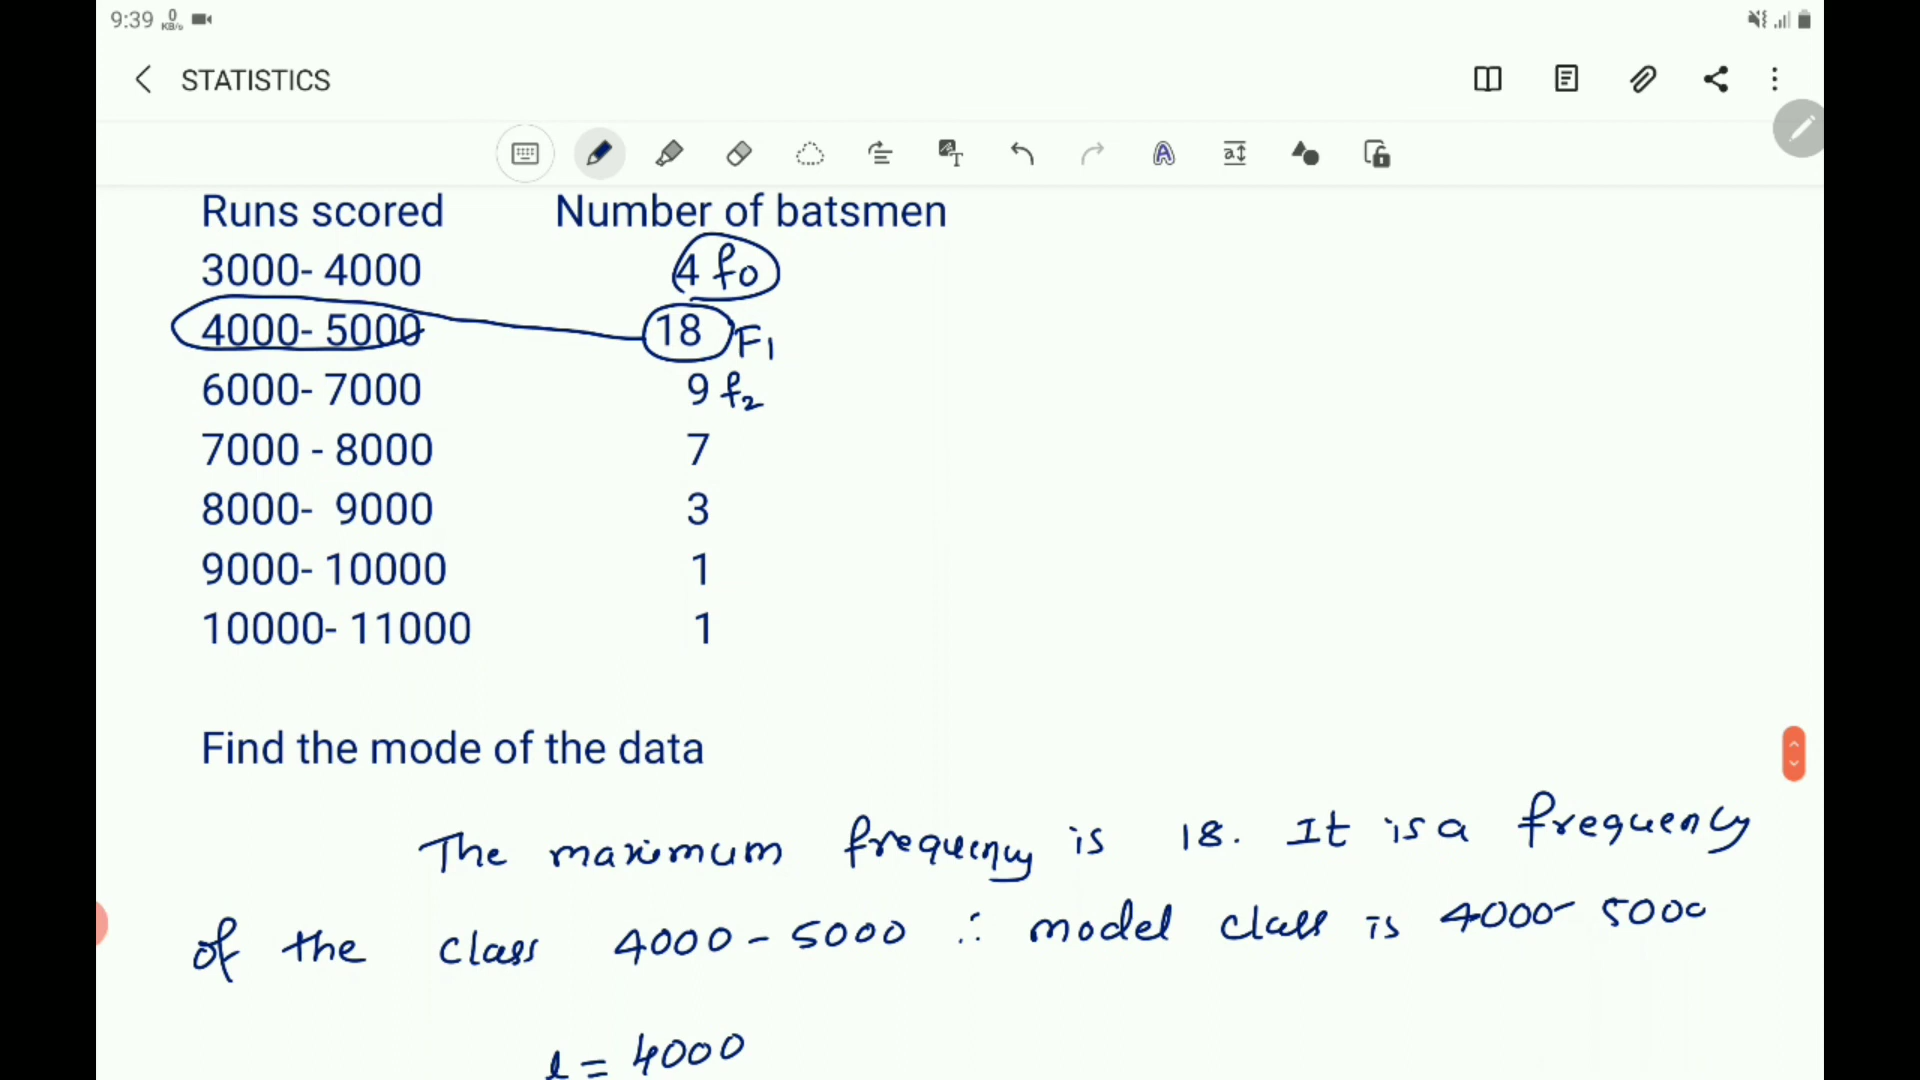 9:39 0 KB/s
STATISTICS
Runs scored Number of batsmen
3000- 4000 4 f0
4000- 5000 18 F1
6000- 7000 9 f2
7000 - 8000 7
8000- 9000 3
9000- 10000 1
10000- 11000 1
Find the mode of the data
The maximum frequency is 18. It is a frequency
of the class 4000 - 5000 ∴ model class is 4000- 5000
l = 4000